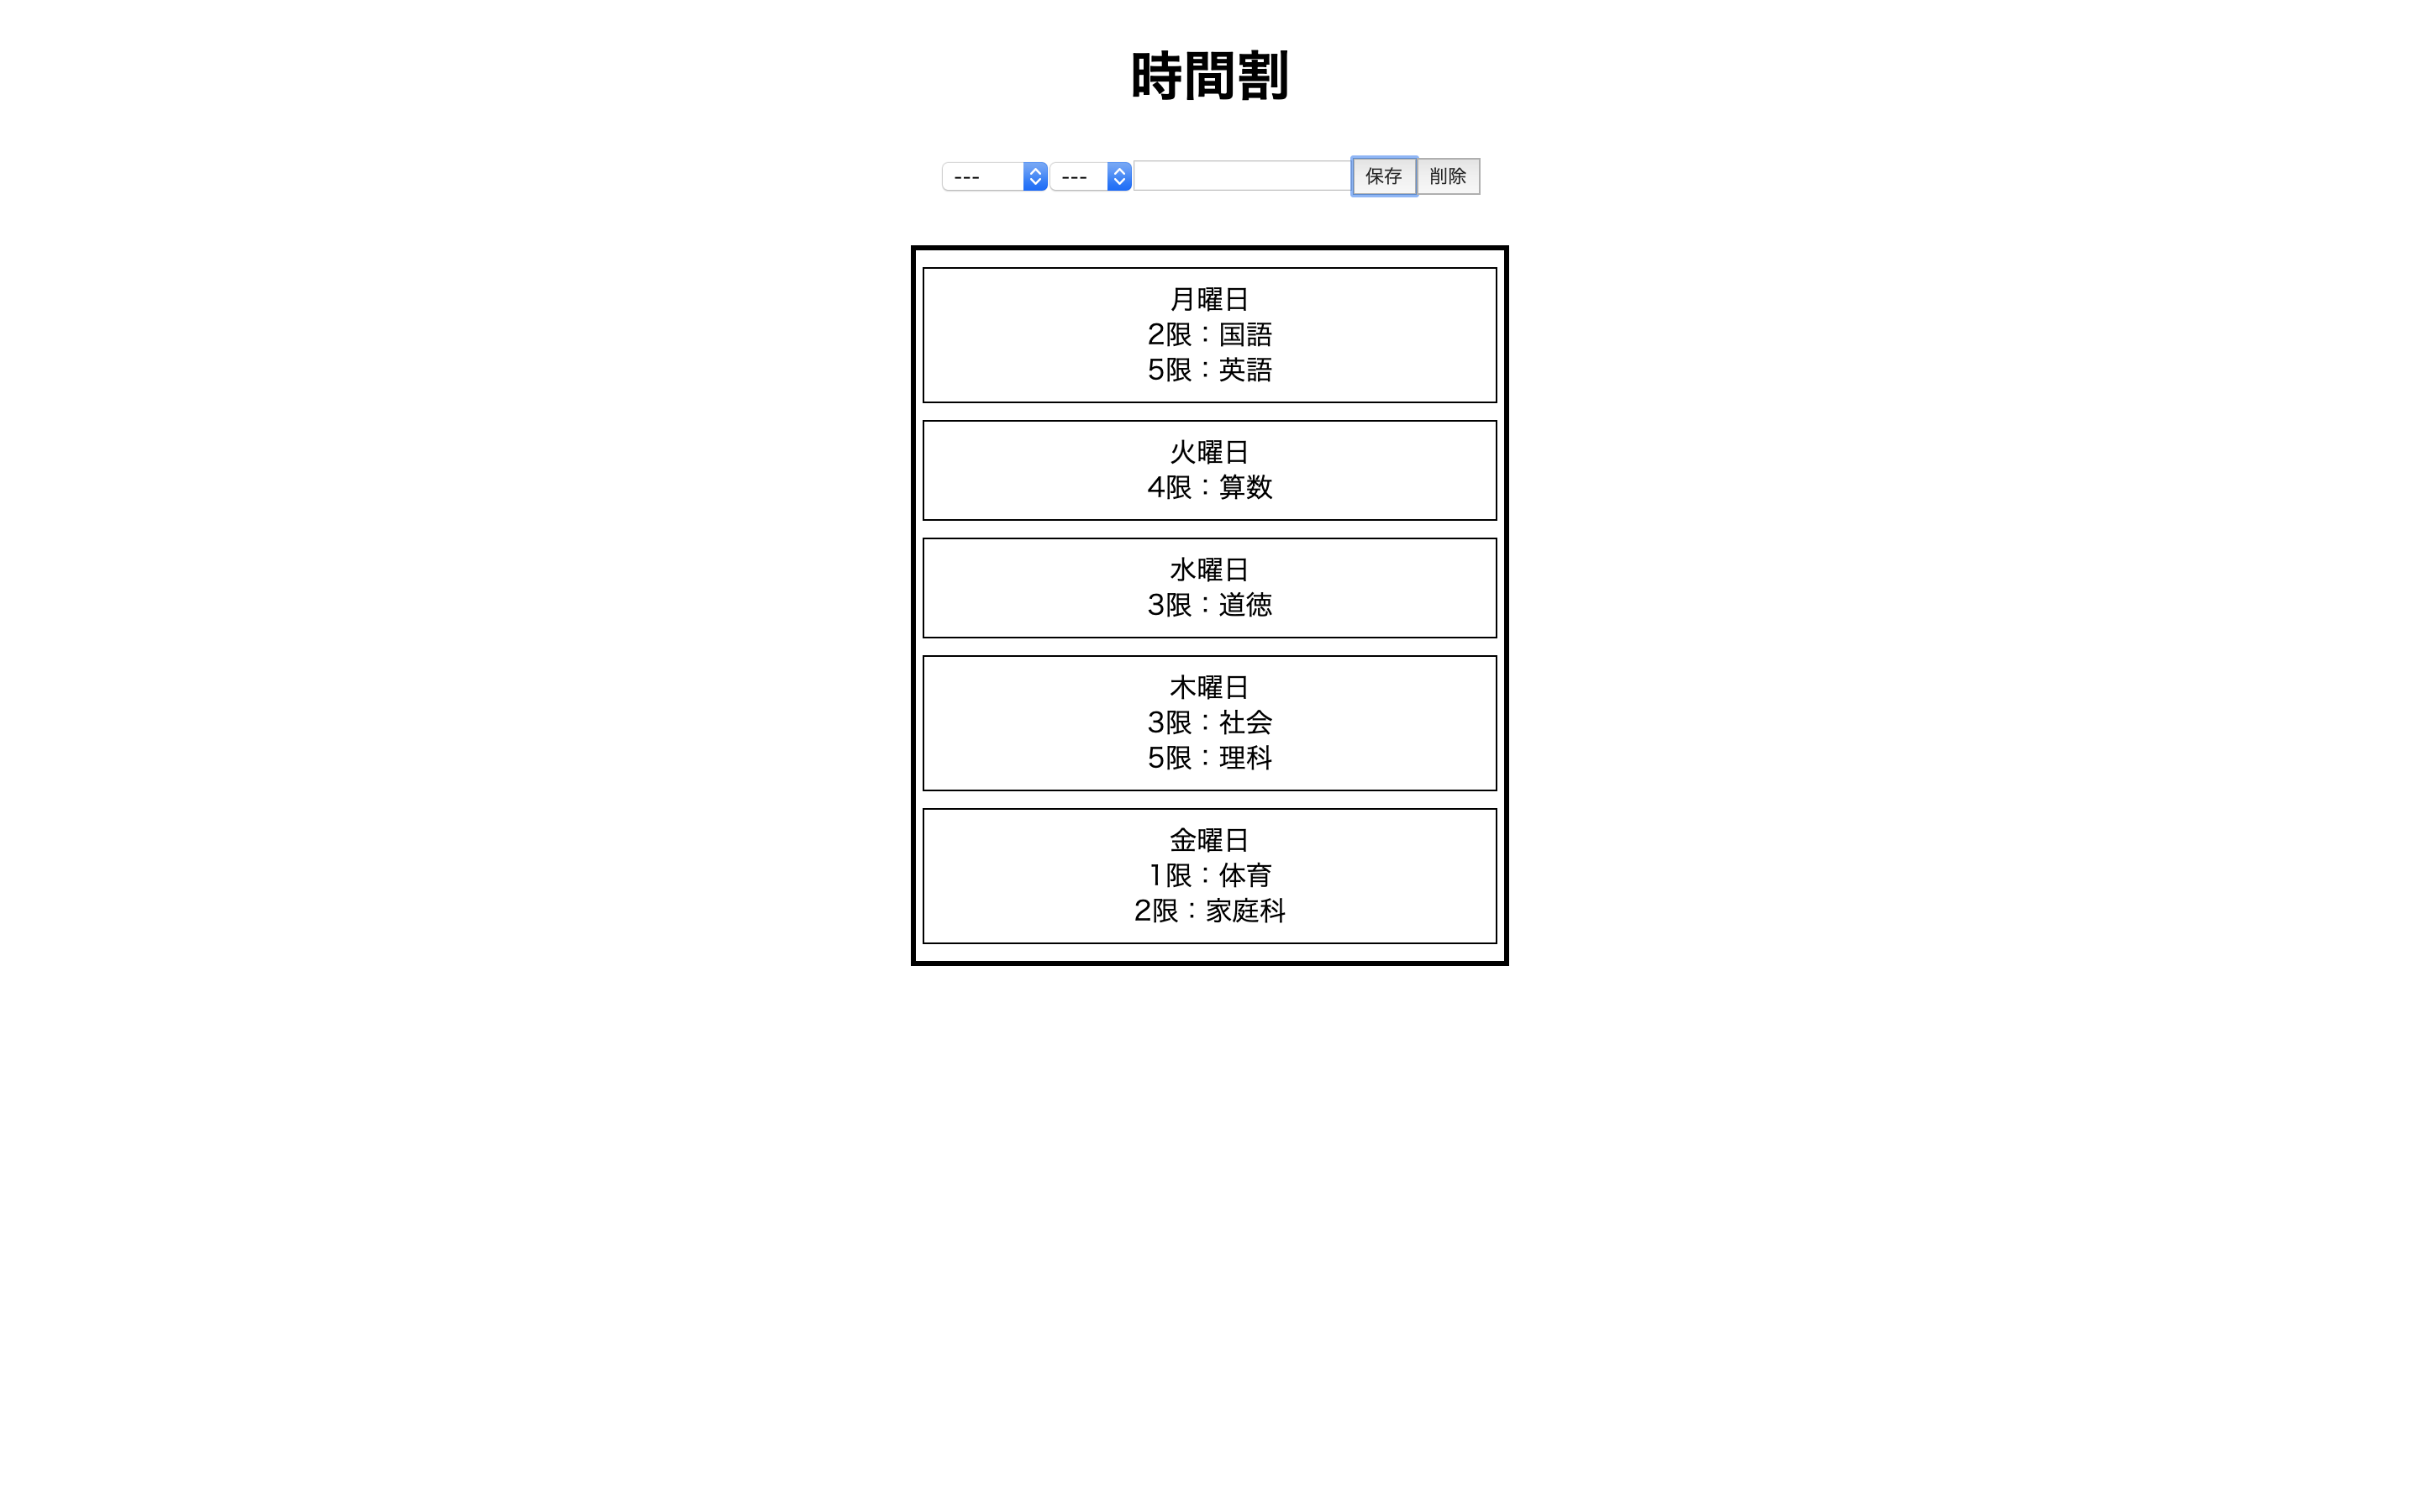 時間割
--- --- 保存 削除
月曜日
2限：国語
5限：英語
火曜日
4限：算数
水曜日
3限：道徳
木曜日
3限：社会
5限：理科
金曜日
1限：体育
2限：家庭科